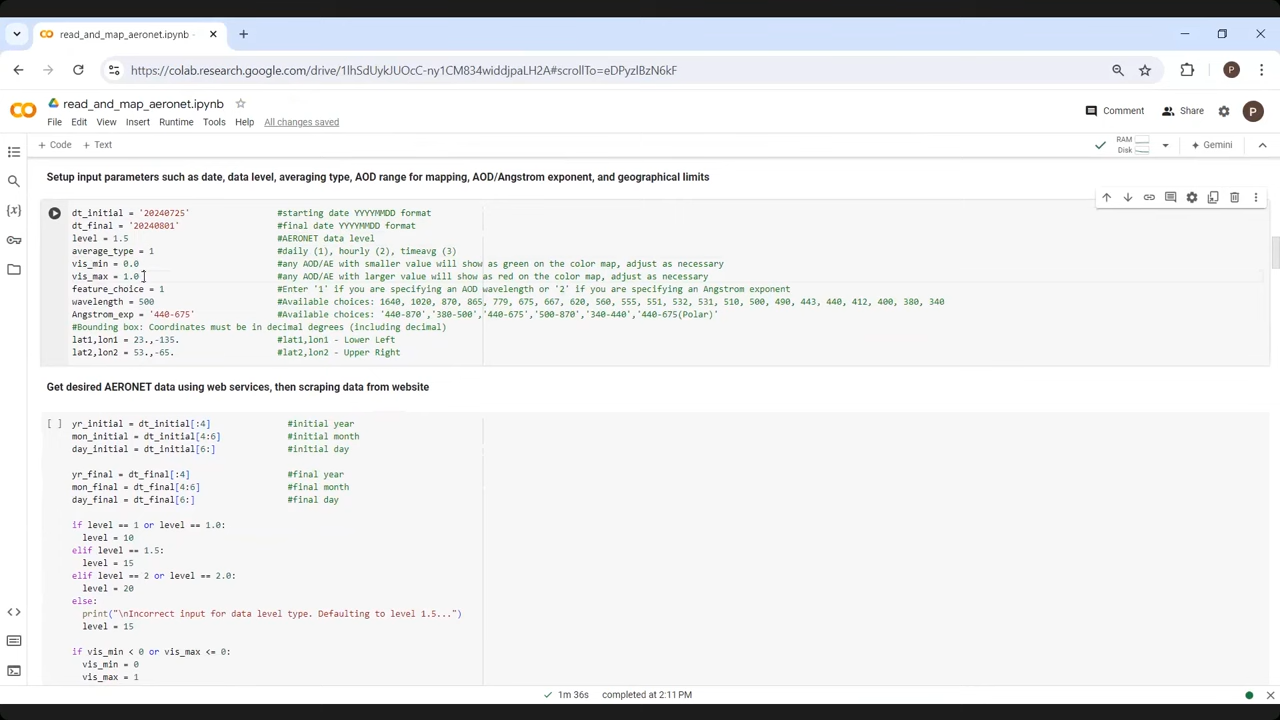 read_and_map_aeronet.ipynb -
https://colab.research.google.com/drive/1lhSdUykJUOcC-ny1CM834widdjpaLH2A#scrollTo=eDPyzlBzN6kF
P
read_and_map_aeronet.ipynb
File Edit View Insert Runtime Tools Help All changes saved
Comment Share P
+ Code + Text
RAM
Disk
Gemini
Setup input parameters such as date, data level, averaging type, AOD range for mapping, AOD/Angstrom exponent, and geographical limits
dt_initial = '20240725' #starting date YYYYMMDD format
dt_final = '20240801' #final date YYYYMMDD format
level = 1.5 #AERONET data level
average_type = 1 #daily (1), hourly (2), timeavg (3)
vis_min = 0.0 #any AOD/AE with smaller value will show as green on the color map, adjust as necessary
vis_max = 1.0 #any AOD/AE with larger value will show as red on the color map, adjust as necessary
feature_choice = 1 #Enter '1' if you are specifying an AOD wavelength or '2' if you are specifying an Angstrom exponent
wavelength = 500 #Available choices: 1640, 1020, 870, 865, 779, 675, 667, 620, 560, 555, 551, 532, 531, 510, 500, 490, 443, 440, 412, 400, 380, 340
Angstrom_exp = '440-675' #Available choices: '440-870','380-500','440-675','500-870','340-440','440-675(Polar)'
#Bounding box: Coordinates must be in decimal degrees (including decimal)
lat1,lon1 = 23.,-135. #lat1,lon1 - Lower Left
lat2,lon2 = 53.,-65. #lat2,lon2 - Upper Right
Get desired AERONET data using web services, then scraping data from website
[ ] yr_initial = dt_initial[:4] #initial year
mon_initial = dt_initial[4:6] #initial month
day_initial = dt_initial[6:] #initial day
yr_final = dt_final[:4] #final year
mon_final = dt_final[4:6] #final month
day_final = dt_final[6:] #final day
if level == 1 or level == 1.0:
level = 10
elif level == 1.5:
level = 15
elif level == 2 or level == 2.0:
level = 20
else:
print("\nIncorrect input for data level type. Defaulting to level 1.5...")
level = 15
if vis_min < 0 or vis_max <= 0:
vis_min = 0
vis_max = 1
1m 36s completed at 2:11 PM